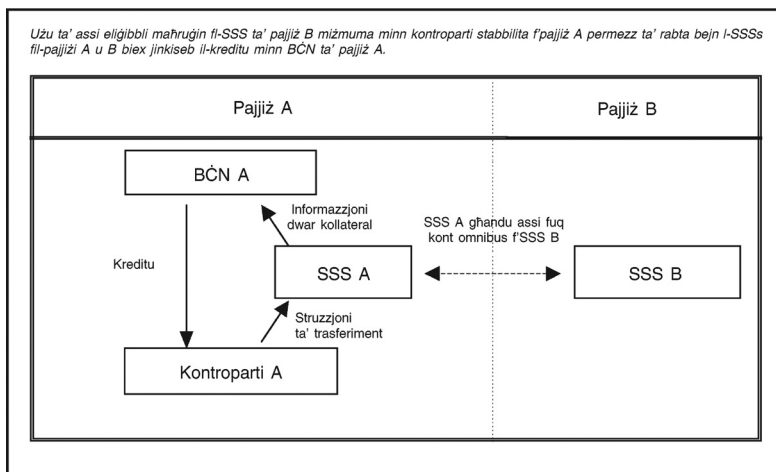 Użu ta' assi eliġibbli maħruġin fl-SSS ta' pajjiż B miżmuma minn kontroparti stabbilita f'pajjiż A permezz ta' rabta bejn l-SSSs
fil-pajjiżi A u B biex jinkiseb il-kreditu minn BĊN ta' pajjiż A.
Pajjiż A
Pajjiż B
BĊN A
Informazzjoni
dwar kollateral
SSS A għandu assi fuq
kont omnibus f'SSS B
Kreditu
SSS A
SSS B
Struzzjoni
ta' trasferiment
Kontroparti A